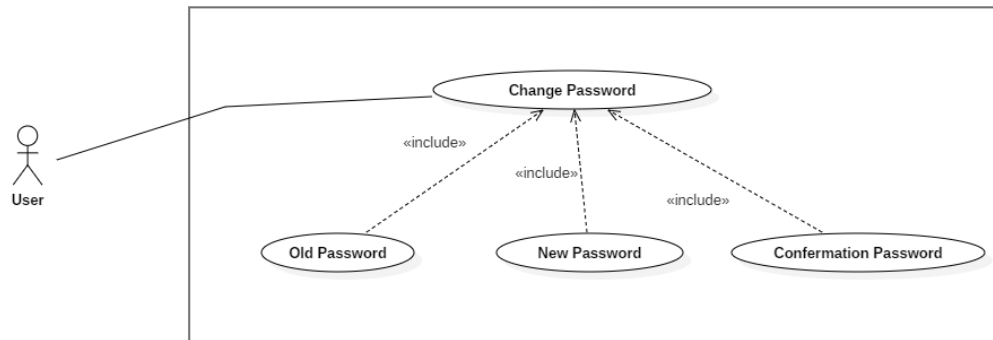 Change Password
«include»
«include»
«include»
User
Old Password
New Password
Confermation Password